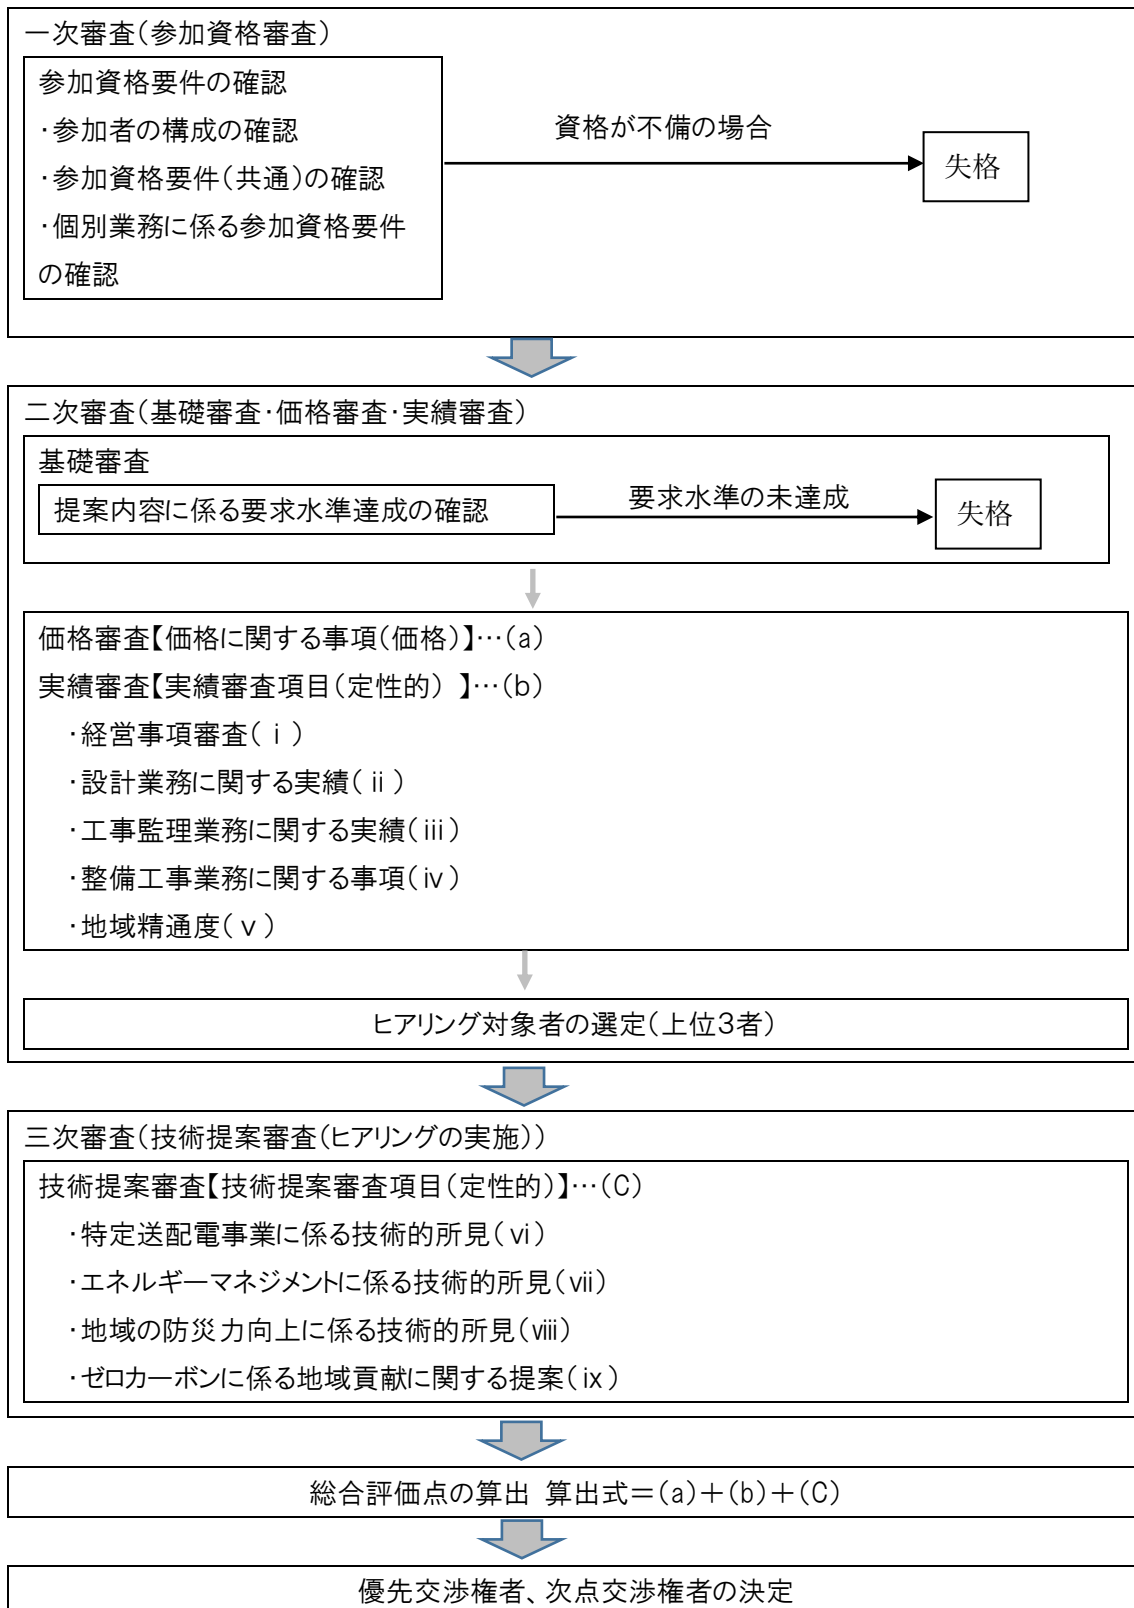 一次審査(参加資格審査)
参加資格要件の確認
・参加者の構成の確認
・参加資格要件(共通)の確認
・個別業務に係る参加資格要件
の確認
資格が不備の場合
失格
二次審査(基礎審査・価格審査・実績審査)
基礎審査
提案内容に係る要求水準達成の確認
要求水準の未達成
失格
価格審査【価格に関する事項(価格)】…(a)
実績審査【実績審査項目(定性的) 】…(b)
・経営事項審査(ⅰ)
・設計業務に関する実績(ⅱ)
・工事監理業務に関する実績(ⅲ)
・整備工事業務に関する事項(ⅳ)
・地域精通度(ⅴ)
ヒアリング対象者の選定(上位3者)
三次審査(技術提案審査(ヒアリングの実施))
技術提案審査【技術提案審査項目(定性的)】…(C)
・特定送配電事業に係る技術的所見(ⅵ)
・エネルギーマネジメントに係る技術的所見(ⅶ)
・地域の防災力向上に係る技術的所見(ⅷ)
・ゼロカーボンに係る地域貢献に関する提案(ⅸ)
総合評価点の算出 算出式=(a)+(b)+(C)
優先交渉権者、次点交渉権者の決定